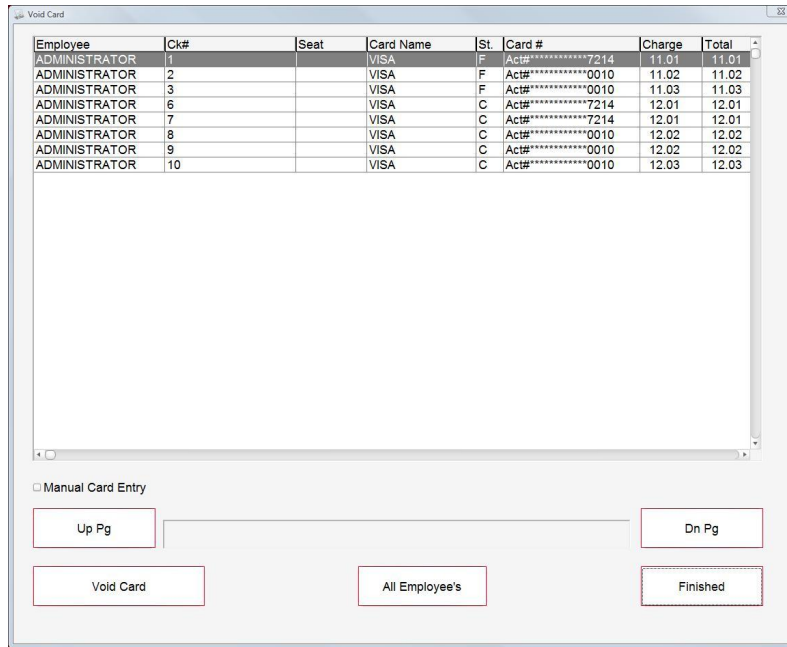 Void Card
Employee Ck# Seat Card Name St. Card # Charge Total
ADMINISTRATOR 1 VISA F Act#************7214 11.01 11.01
ADMINISTRATOR 2 VISA F Act#************0010 11.02 11.02
ADMINISTRATOR 3 VISA F Act#************0010 11.03 11.03
ADMINISTRATOR 6 VISA C Act#************7214 12.01 12.01
ADMINISTRATOR 7 VISA C Act#************7214 12.01 12.01
ADMINISTRATOR 8 VISA C Act#************0010 12.02 12.02
ADMINISTRATOR 9 VISA C Act#************0010 12.02 12.02
ADMINISTRATOR 10 VISA C Act#************0010 12.03 12.03
Manual Card Entry
Up Pg Dn Pg
Void Card All Employee's Finished